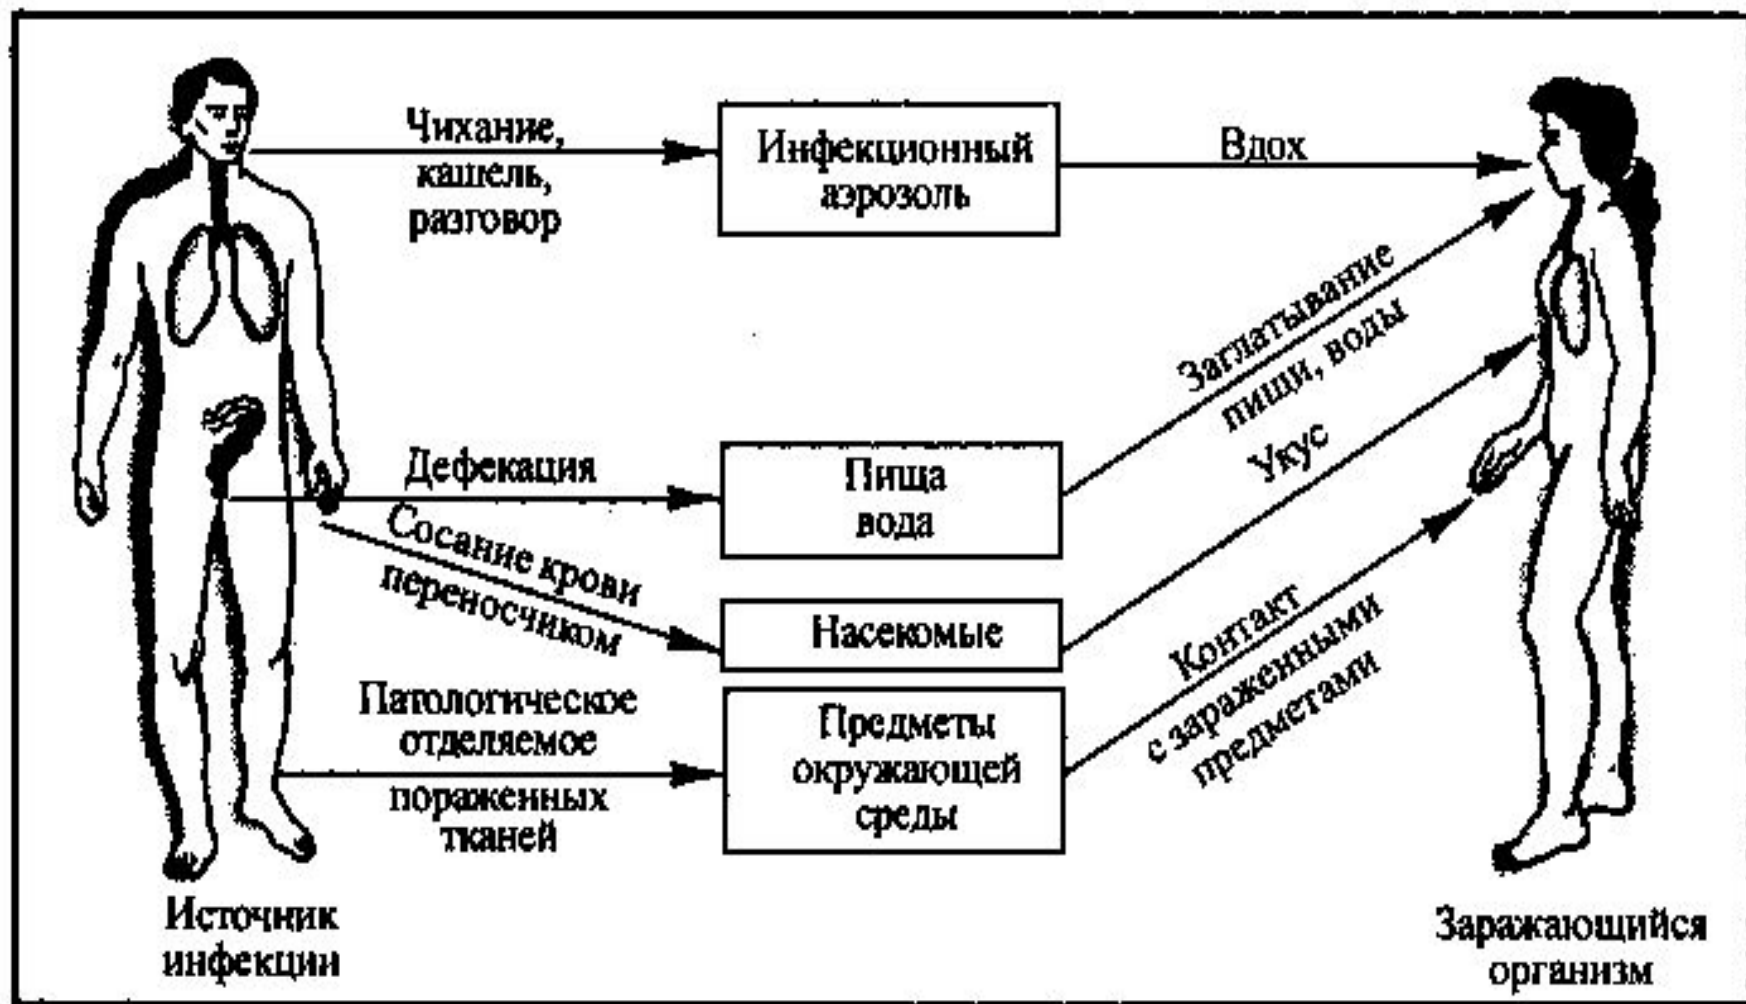 Чихание,
кашель,
разговор
Инфекционный
аэрозоль
Вдох
Дефекация
Пища
вода
Заглатывание
пищи, воды
Сосание крови
переносчиком
Насекомые
Укус
Патологическое
отделяемое
пораженных
тканей
Предметы
окружающей
среды
Контакт
с зараженными
предметами
Источник
инфекции
Заражающийся
организм